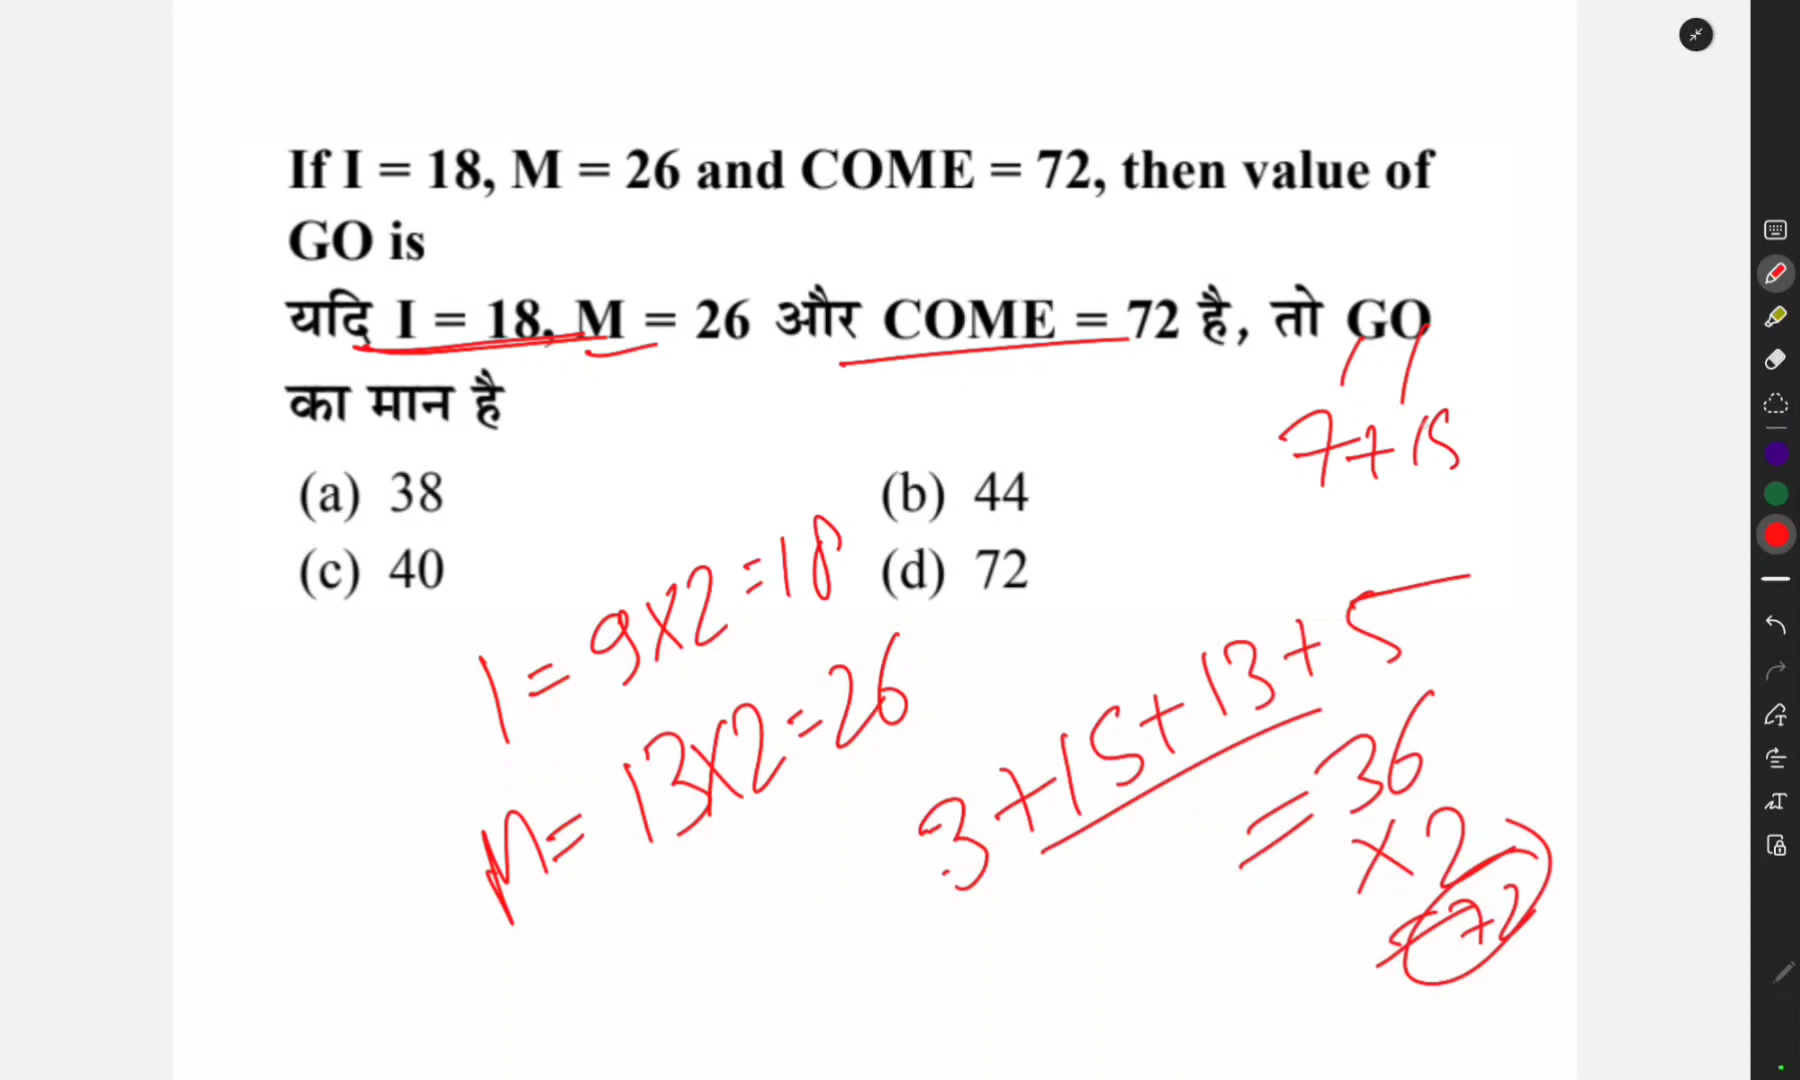 If I = 18, M = 26 and COME = 72, then value of
GO is
यदि I = 18, M = 26 और COME = 72 है, तो GO
का मान है
7+15
(a) 38
(b) 44
(c) 40
(d) 72
I = 9×2=18
M= 13×2=26
3+15+13+5
= 36
×2
=72